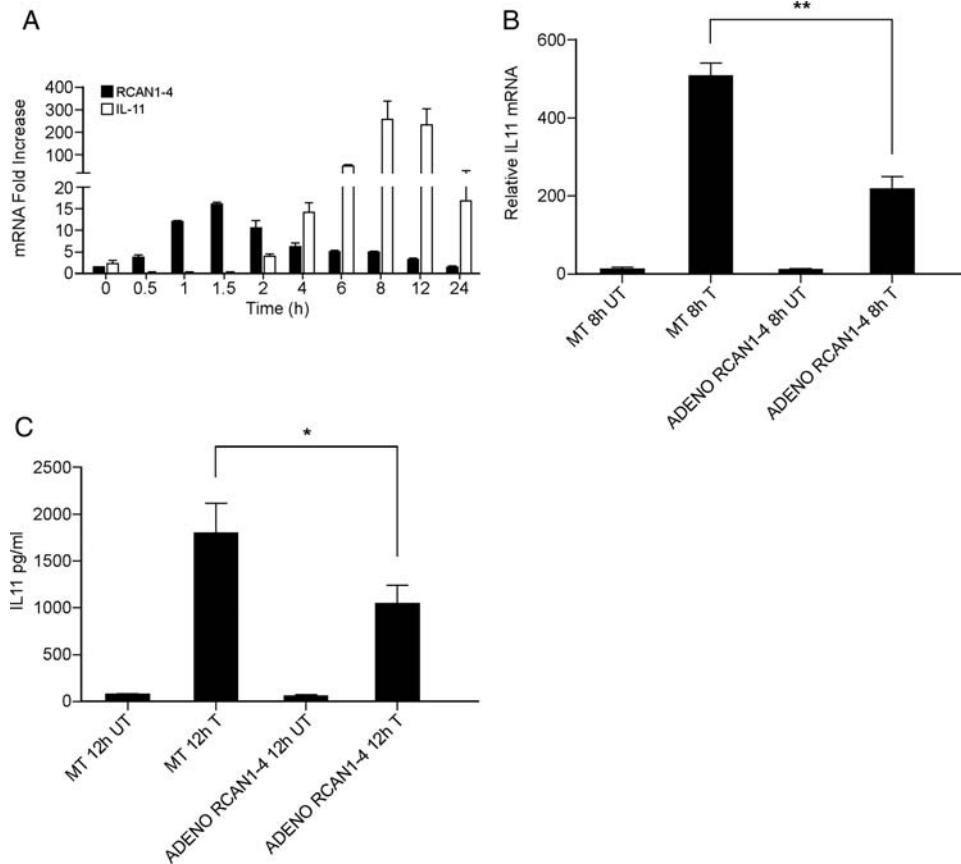 A
RCAN1-4
IL-11
mRNA Fold Increase
400
300
200
100
20
15
10
5
0
0 0.5 1 1.5 2 4 6 8 12 24
Time (h)
B
**
Relative IL11 mRNA
600
400
200
0
MT 8h UT
MT 8h T
ADENO RCAN1-4 8h UT
ADENO RCAN1-4 8h T
C
*
IL11 pg/ml
2500
2000
1500
1000
500
0
MT 12h UT
MT 12h T
ADENO RCAN1-4 12h UT
ADENO RCAN1-4 12h T